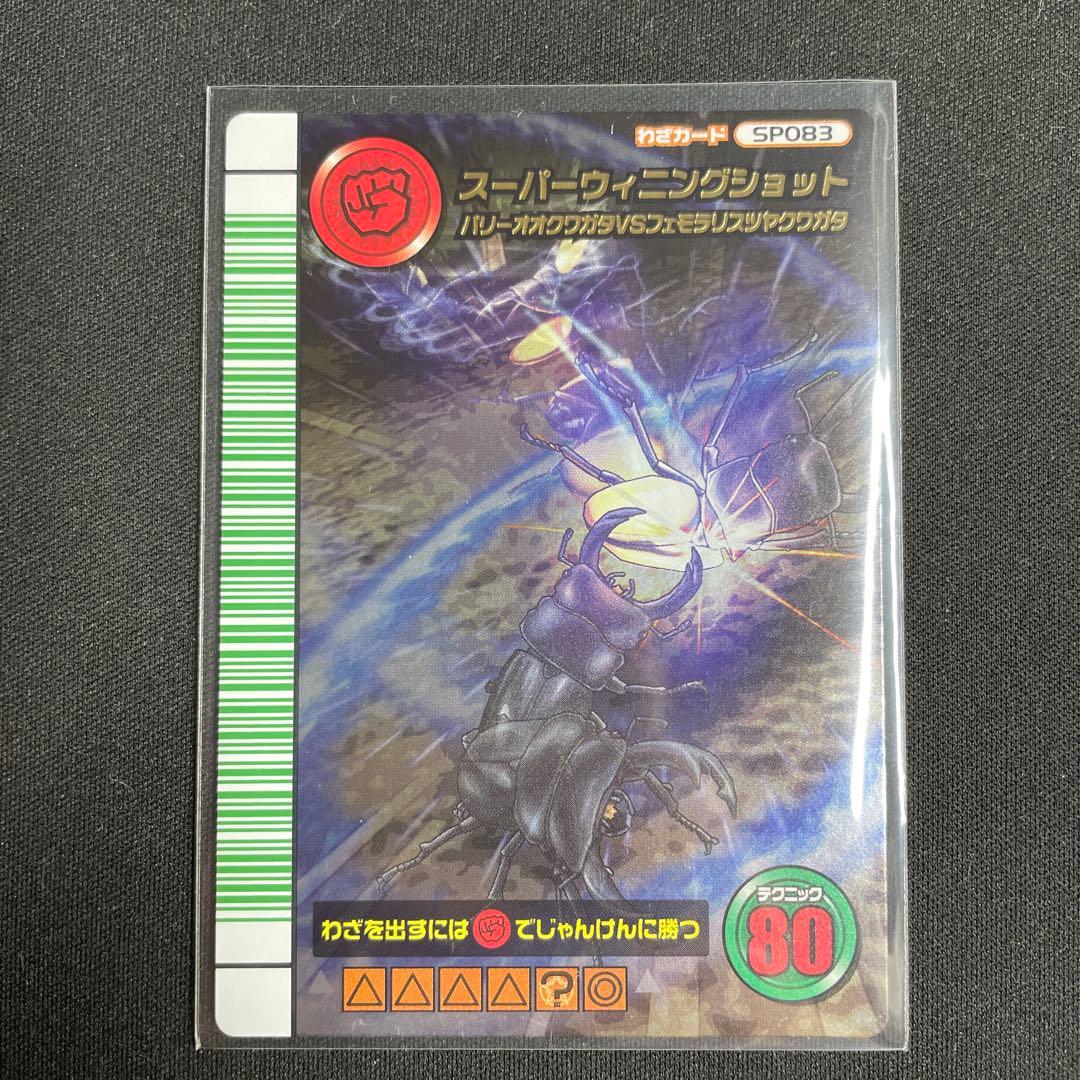 わざカード SP083
スーパーウィニングショット
パリーオオクワガタVSフェモラリスツヤクワガタ
わざを出すにはでじゃんけんに勝つ
テクニック
80